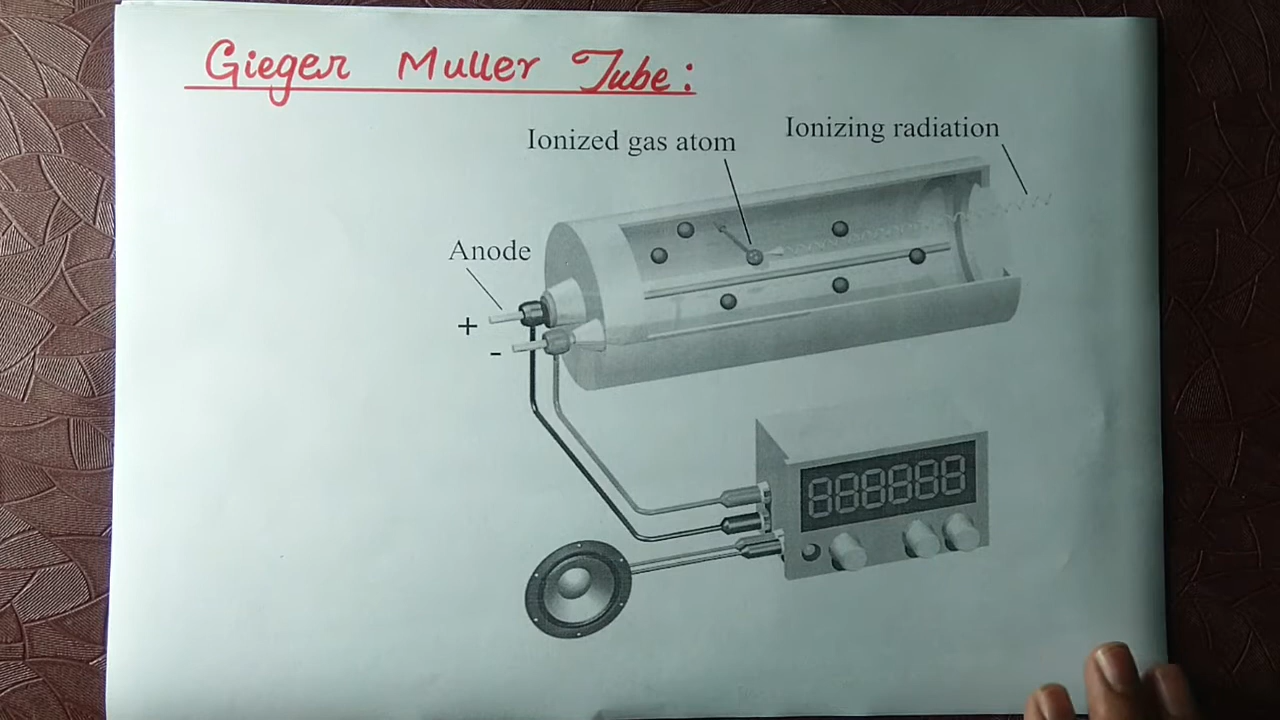 Gieger Muller Tube:
Ionized gas atom
Ionizing radiation
Anode
+
-
888888